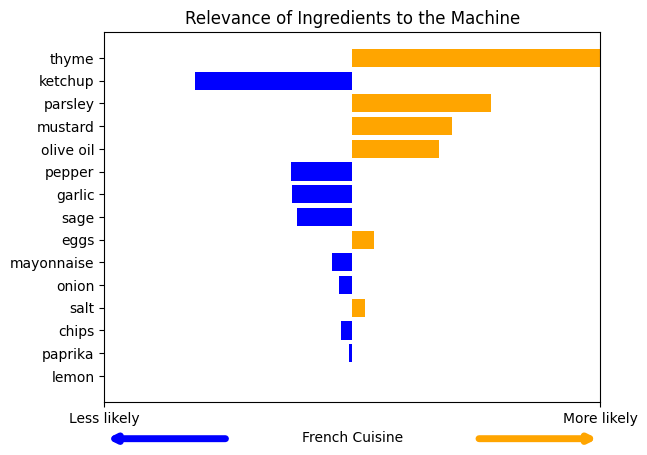 Relevance of Ingredients to the Machine
thyme
ketchup
parsley
mustard
olive oil
pepper
garlic
sage
eggs
mayonnaise
onion
salt
chips
paprika
lemon
Less likely
More likely
French Cuisine